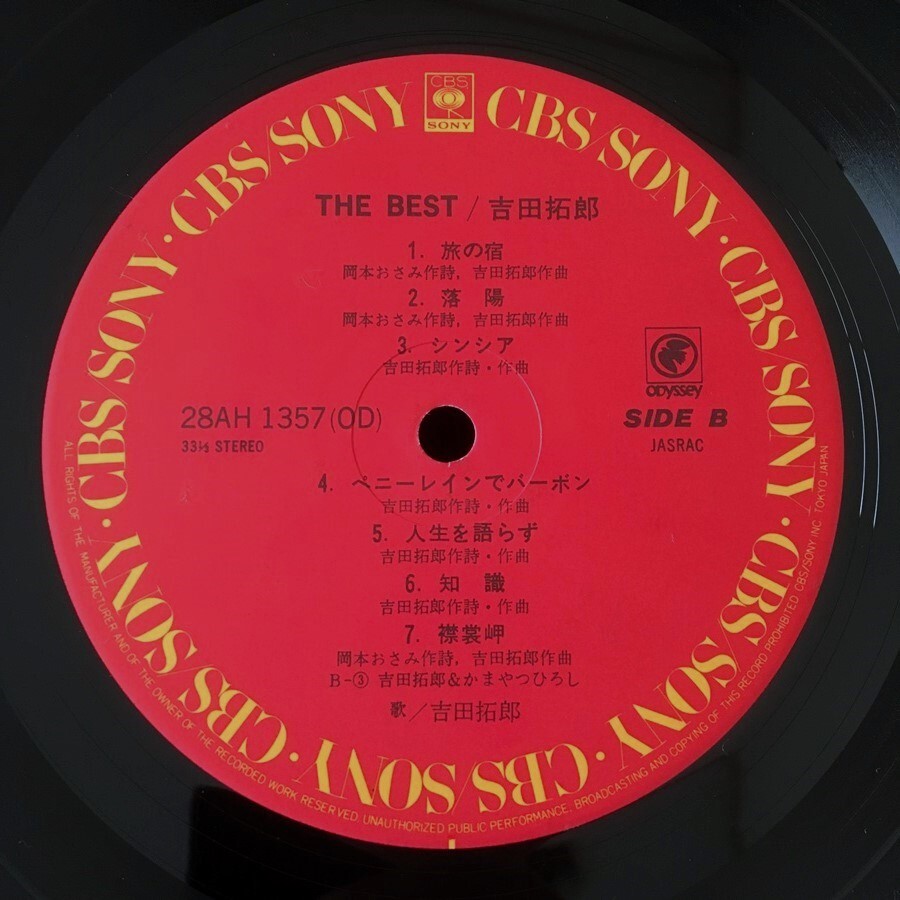 CBS/SONY · CBS/SONY · CBS/SONY · CBS/SONY · CBS/SONY · CBS/SONY · CBS/SONY · CBS/SONY
CBS
SONY
THE BEST / 吉田拓郎
1. 旅の宿
岡本おさみ作詩, 吉田拓郎作曲
2. 落陽
岡本おさみ作詩, 吉田拓郎作曲
3. シンシア
吉田拓郎作詩・作曲
28AH 1357(OD)
33⅓ STEREO
ODYSSEY
SIDE B
JASRAC
4. ペニーレインでバーボン
吉田拓郎作詩・作曲
5. 人生を語らず
吉田拓郎作詩・作曲
6. 知識
吉田拓郎作詩・作曲
7. 襟裳岬
岡本おさみ作詩, 吉田拓郎作曲
B-③ 吉田拓郎&かまやつひろし
歌/吉田拓郎
ALL RIGHTS OF THE MANUFACTURER AND OF THE OWNER OF THE RECORDED WORK RESERVED. UNAUTHORIZED PUBLIC PERFORMANCE, BROADCASTING AND COPYING OF THIS RECORD PROHIBITED CBS/SONY INC. TOKYO JAPAN